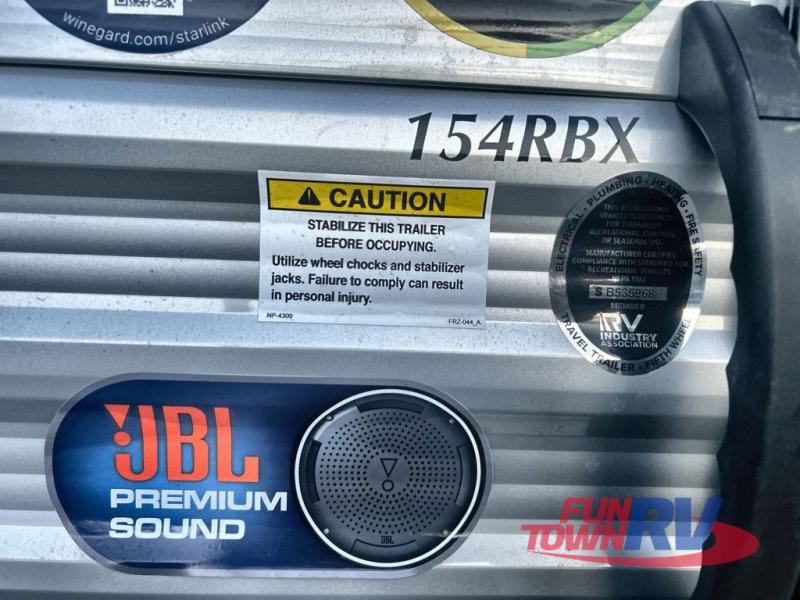 winegard.com/starlink
154RBX
CAUTION
STABILIZE THIS TRAILER
BEFORE OCCUPYING.
Utilize wheel chocks and stabilizer
jacks. Failure to comply can result
in personal injury.
NP-4309
FRZ-044_A
ELECTRICAL • PLUMBING • HEATING • FIRE SAFETY
THIS RECREATIONAL
VEHICLE IS DESIGNED
FOR TEMPORARY
RECREATIONAL, CAMPING,
OR SEASONAL USE
MANUFACTURER CERTIFIES
COMPLIANCE WITH STANDARD FOR
RECREATIONAL VEHICLES
NFPA 1192
S B535968
MEMBER
RV
INDUSTRY
ASSOCIATION
TRAVEL TRAILER • FIFTH WHEEL
JBL
PREMIUM
SOUND
JBL
FUN
TOWN
RV